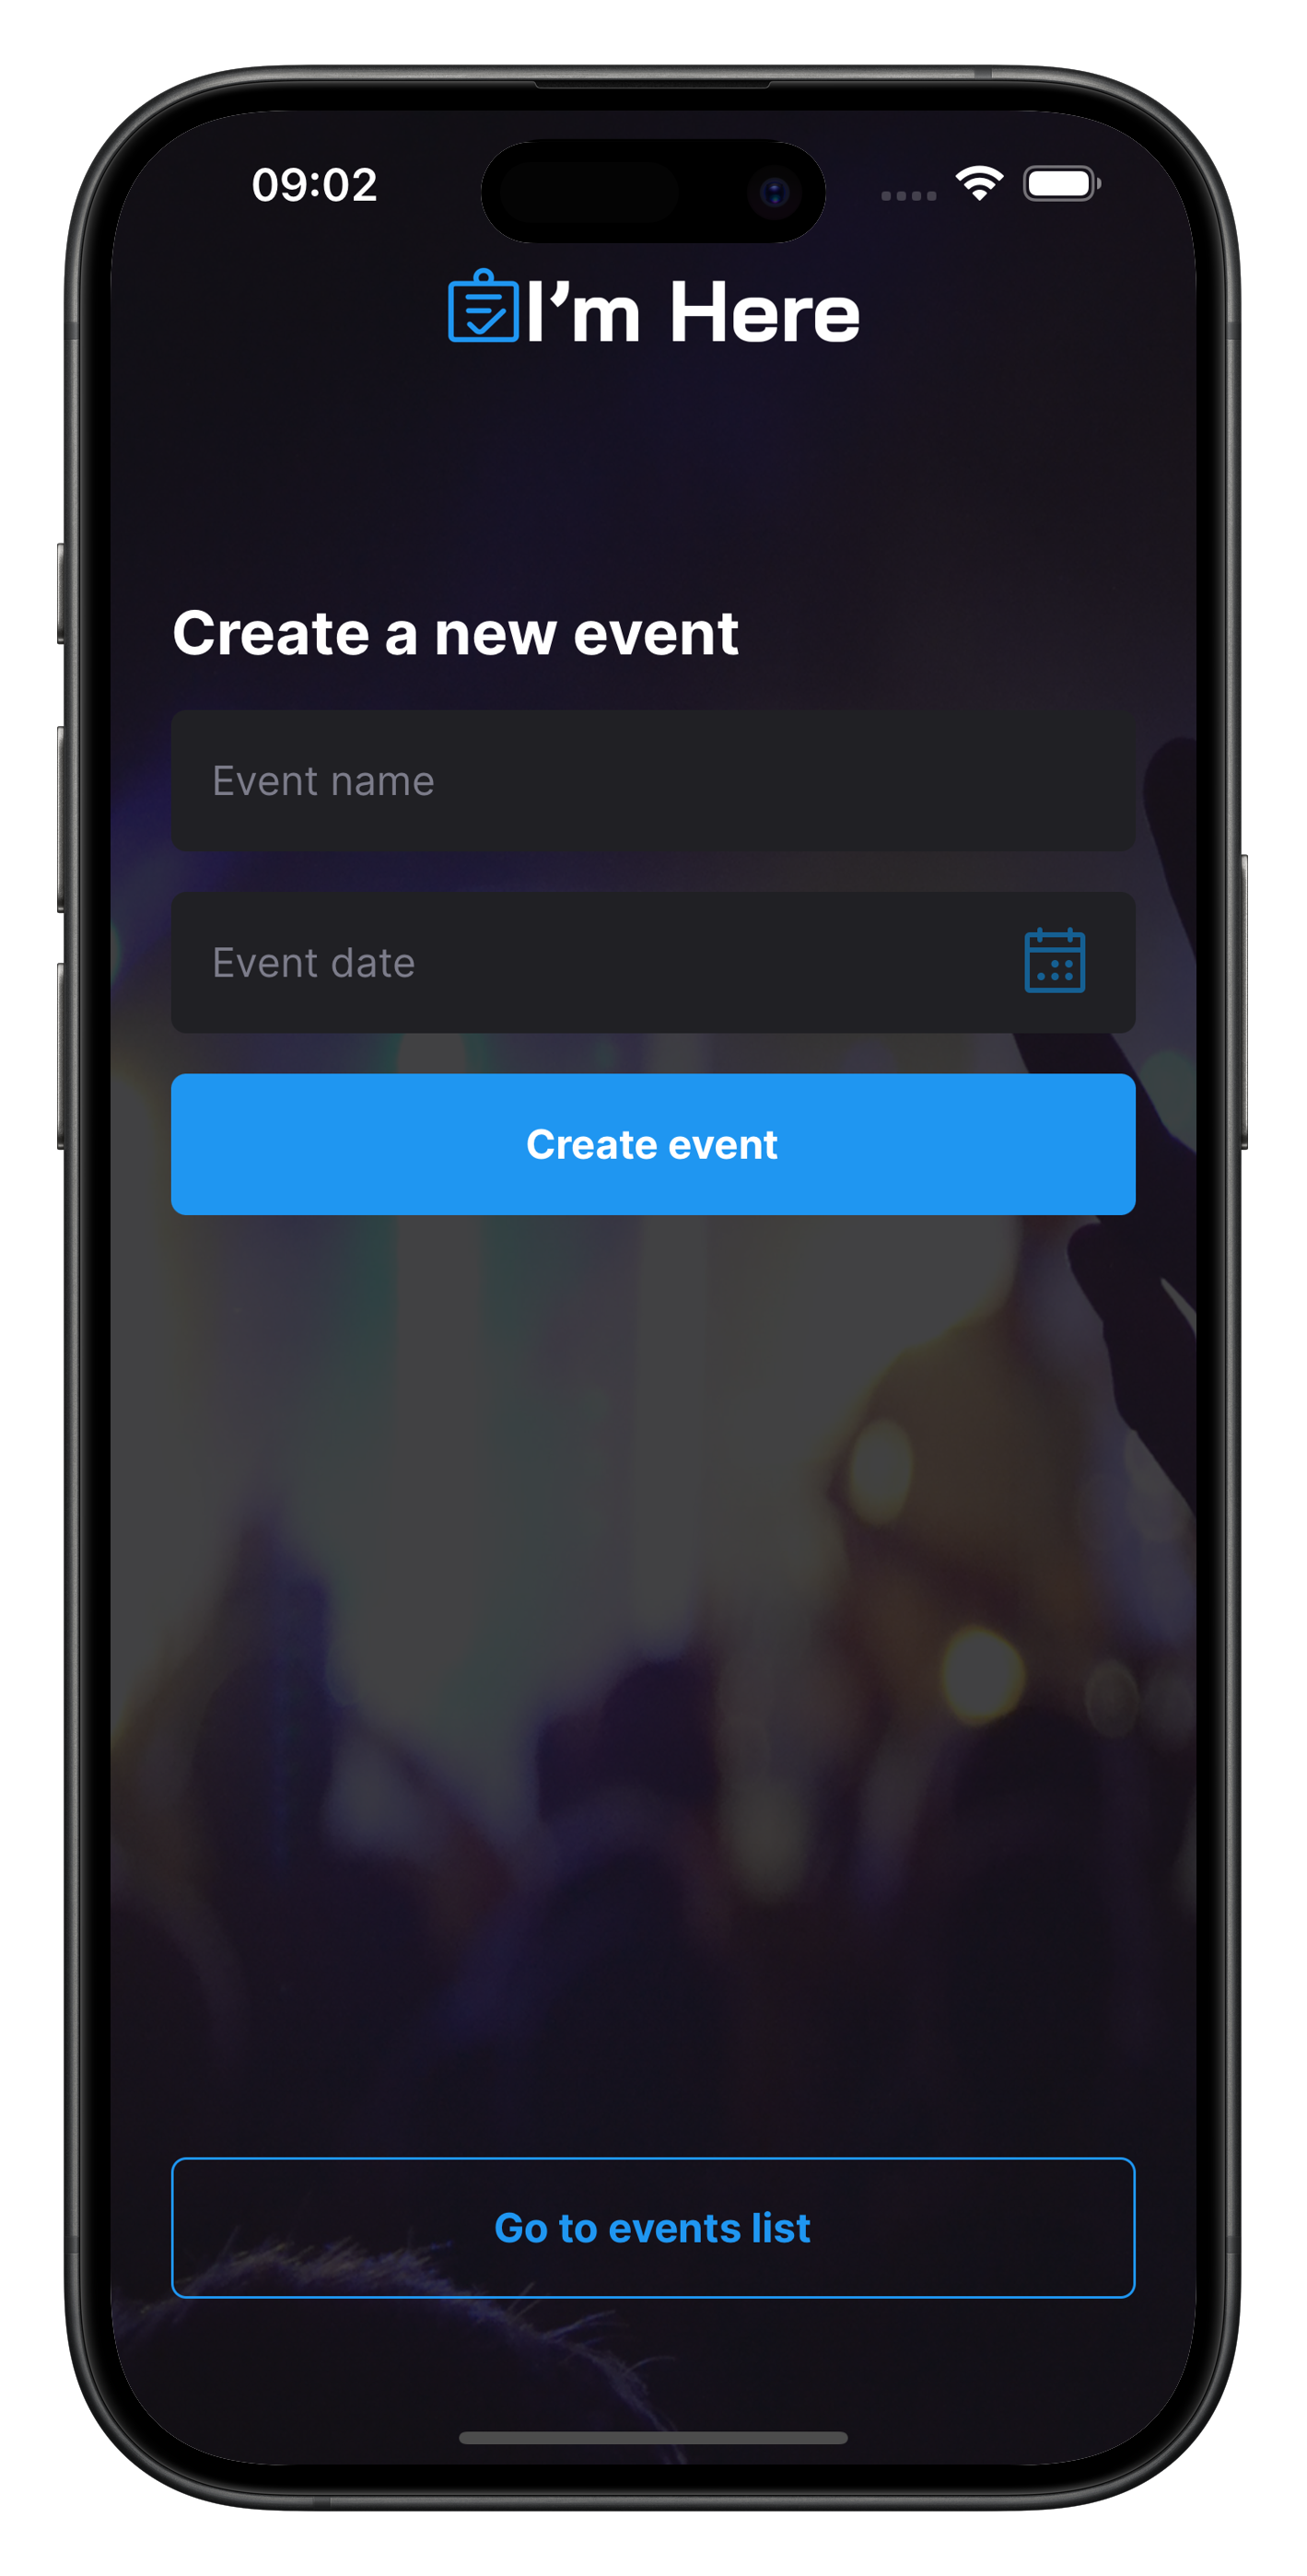 09:02
I’m Here
Create a new event
Event name
Event date
Create event
Go to events list